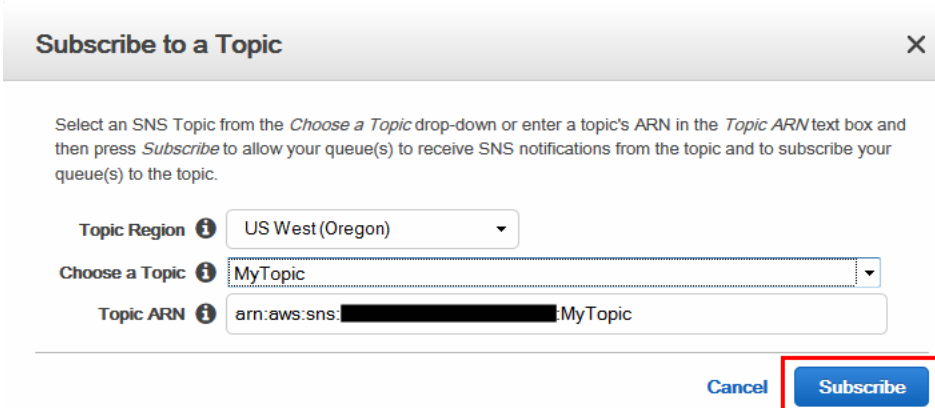 Subscribe to a Topic
Select an SNS Topic from the Choose a Topic drop-down or enter a topic's ARN in the Topic ARN text box and
then press Subscribe to allow your queue(s) to receive SNS notifications from the topic and to subscribe your
queue(s) to the topic.
Topic Region US West (Oregon)
Choose a Topic MyTopic
Topic ARN arn:aws:sns: :MyTopic
Cancel Subscribe